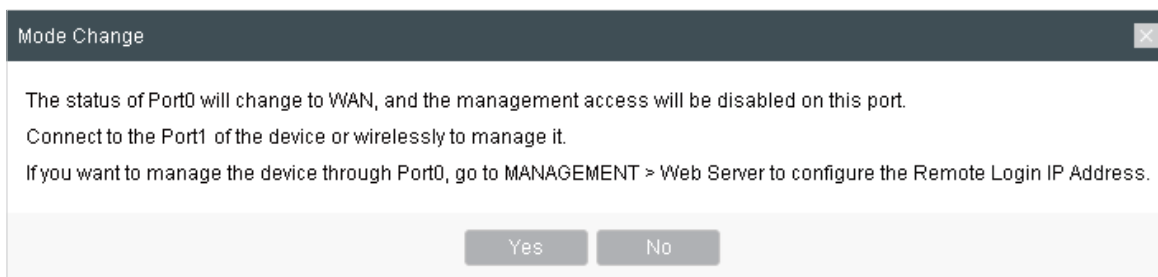 Mode Change
The status of Port0 will change to WAN, and the management access will be disabled on this port.
Connect to the Port1 of the device or wirelessly to manage it.
If you want to manage the device through Port0, go to MANAGEMENT > Web Server to configure the Remote Login IP Address.
Yes No